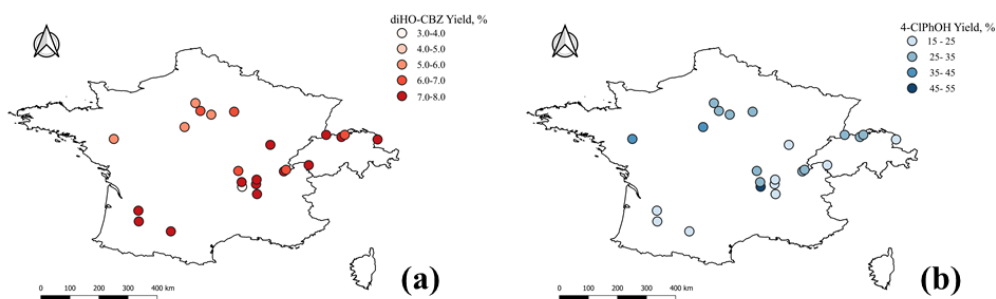 diHO-CBZ Yield, %
3.0-4.0
4.0-5.0
5.0-6.0
6.0-7.0
7.0-8.0
(a)
0 100 200 300 400 km
4-ClPhOH Yield, %
15 - 25
25 - 35
35 - 45
45 - 55
(b)
0 100 200 300 400 km